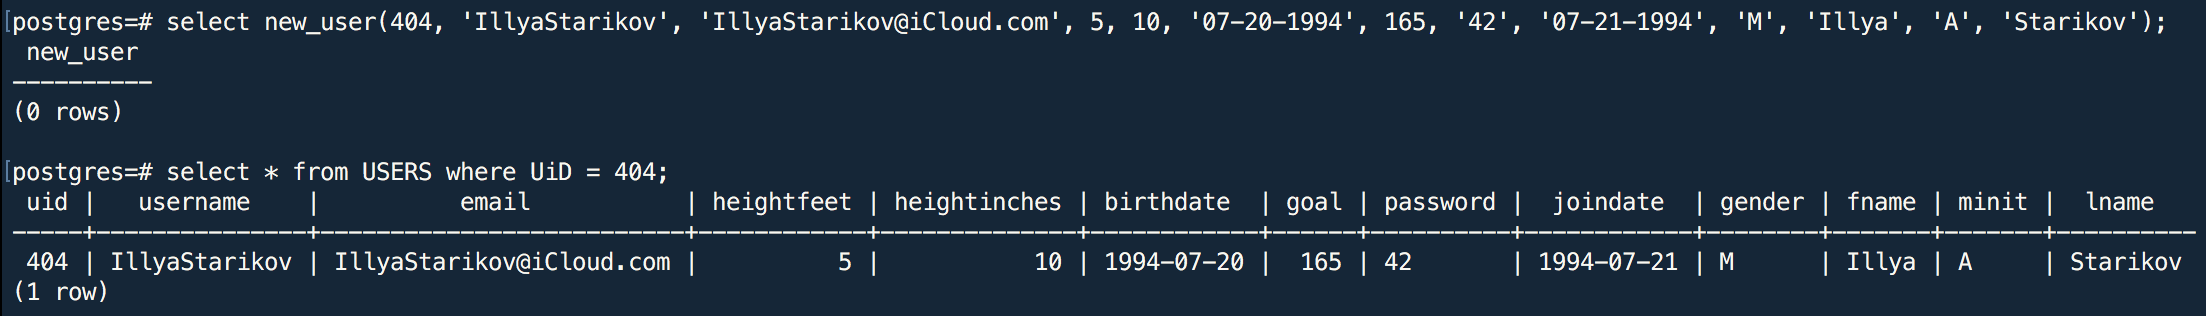 [postgres=# select new_user(404, 'IllyaStarikov', 'IllyaStarikov@iCloud.com', 5, 10, '07-20-1994', 165, '42', '07-21-1994', 'M', 'Illya', 'A', 'Starikov');
 new_user
----------
(0 rows)

[postgres=# select * from USERS where UiD = 404;
 uid |   username    |          email           | heightfeet | heightinches | birthdate  | goal | password |  joindate  | gender | fname | minit |  lname
-----+---------------+--------------------------+------------+--------------+------------+------+----------+------------+--------+-------+-------+----------
 404 | IllyaStarikov | IllyaStarikov@iCloud.com |          5 |           10 | 1994-07-20 |  165 | 42       | 1994-07-21 | M      | Illya | A     | Starikov
(1 row)